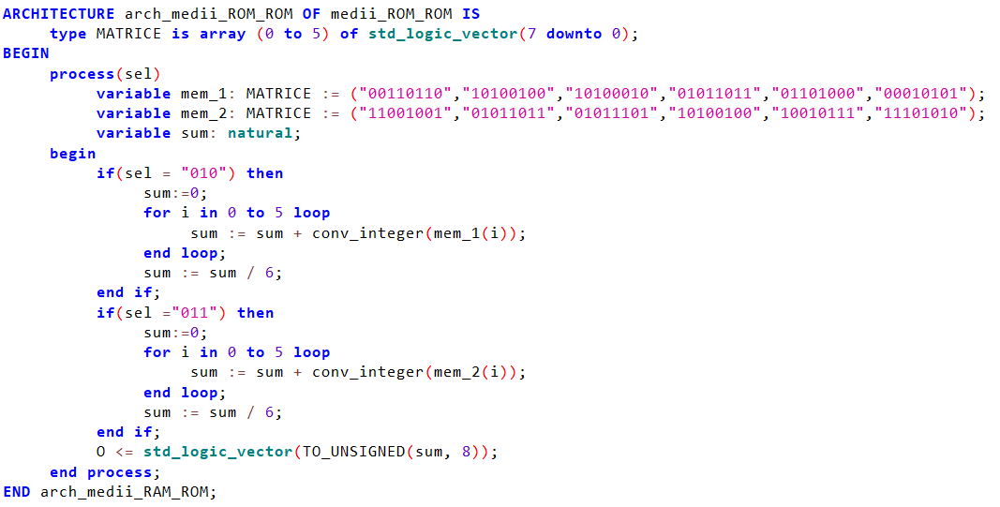 ARCHITECTURE arch_medii_ROM_ROM OF medii_ROM_ROM IS
     type MATRICE is array (0 to 5) of std_logic_vector(7 downto 0);
BEGIN
     process(sel)
          variable mem_1: MATRICE := ("00110110","10100100","10100010","01011011","01101000","00010101");
          variable mem_2: MATRICE := ("11001001","01011011","01011101","10100100","10010111","11101010");
          variable sum: natural;
     begin
          if(sel = "010") then
               sum:=0;
               for i in 0 to 5 loop
                    sum := sum + conv_integer(mem_1(i));
               end loop;
               sum := sum / 6;
          end if;
          if(sel ="011") then
               sum:=0;
               for i in 0 to 5 loop
                    sum := sum + conv_integer(mem_2(i));
               end loop;
               sum := sum / 6;
          end if;
          O <= std_logic_vector(TO_UNSIGNED(sum, 8));
     end process;
END arch_medii_RAM_ROM;